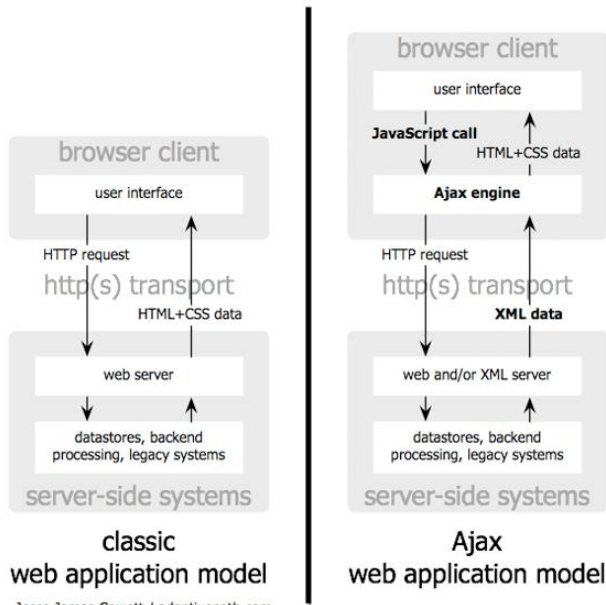 browser client
user interface
HTTP request
http(s) transport
HTML+CSS data
web server
datastores, backend
processing, legacy systems
server-side systems
classic
web application model
browser client
user interface
JavaScript call
HTML+CSS data
Ajax engine
HTTP request
http(s) transport
XML data
web and/or XML server
datastores, backend
processing, legacy systems
server-side systems
Ajax
web application model